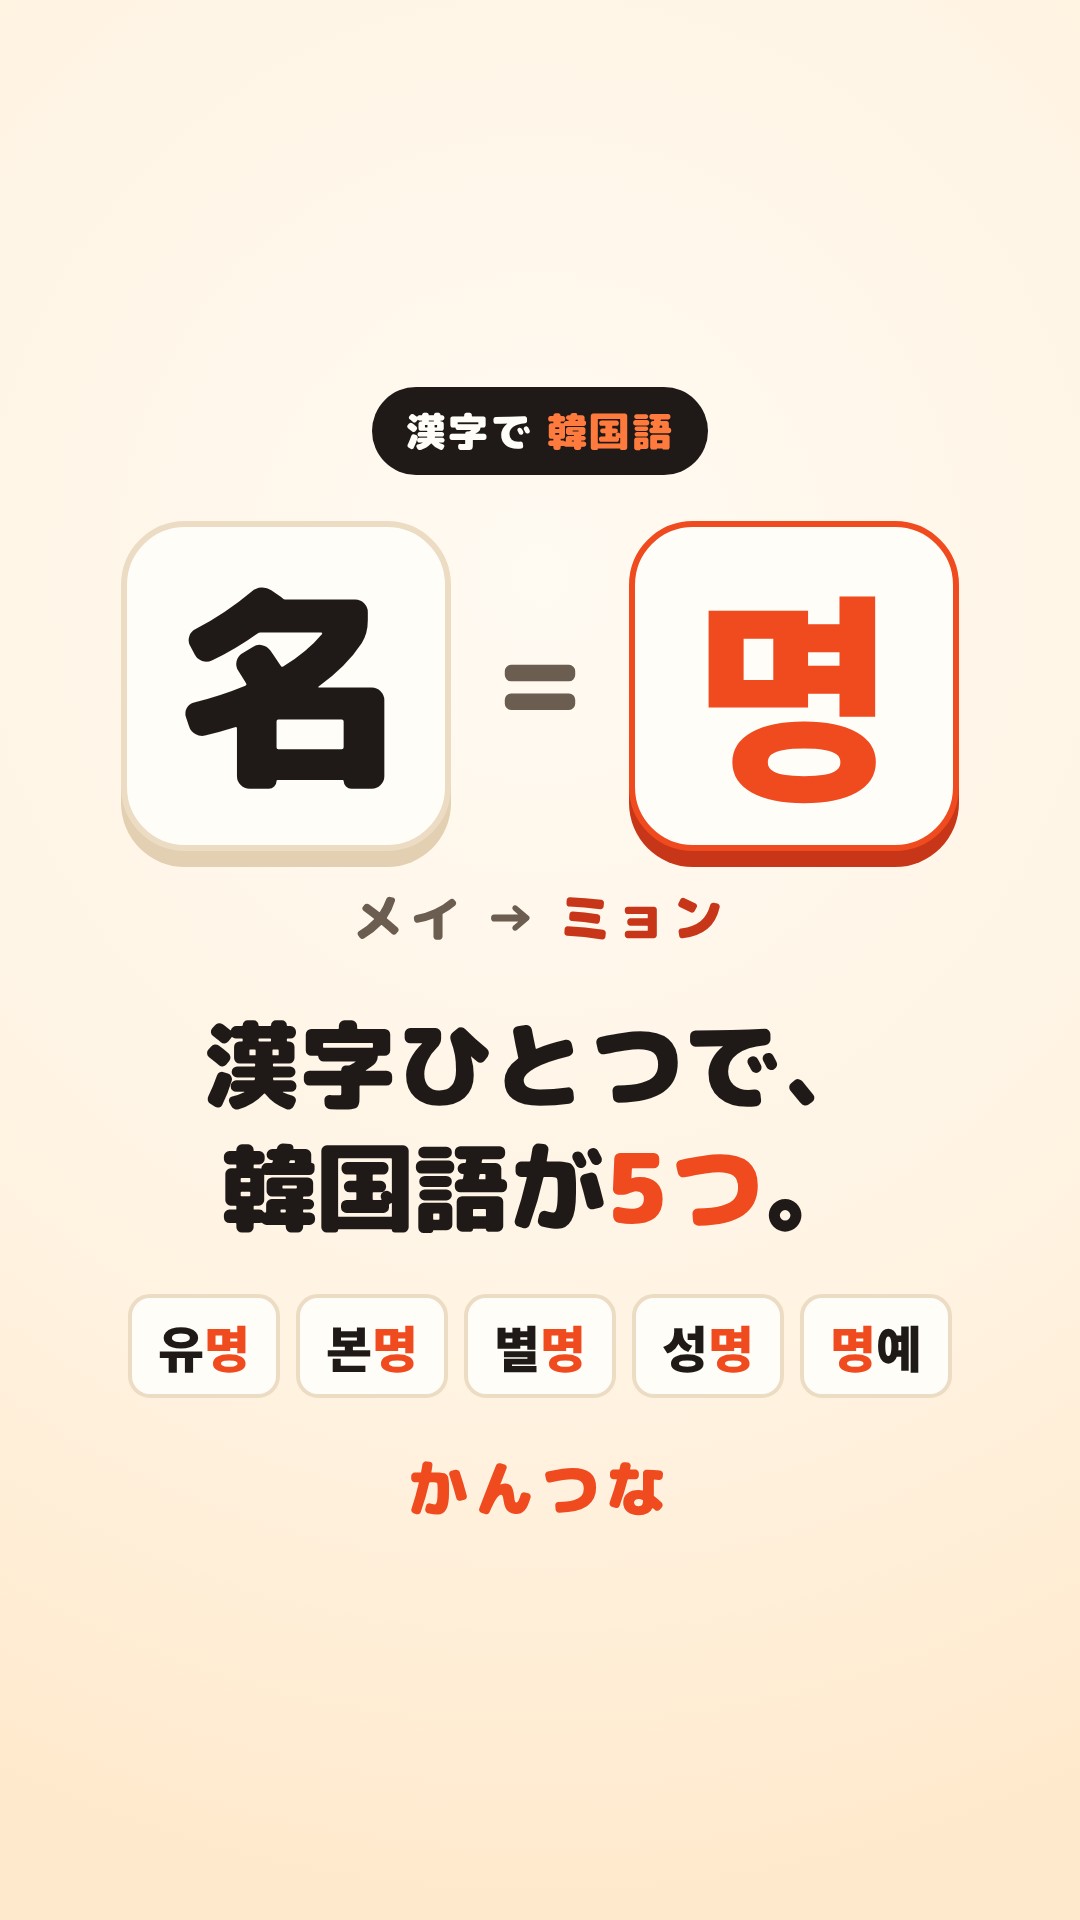 漢字で 韓国語
名 = 명
メイ → ミョン
漢字ひとつで、
韓国語が5つ。
유명 본명 별명 성명 명예
かんつな